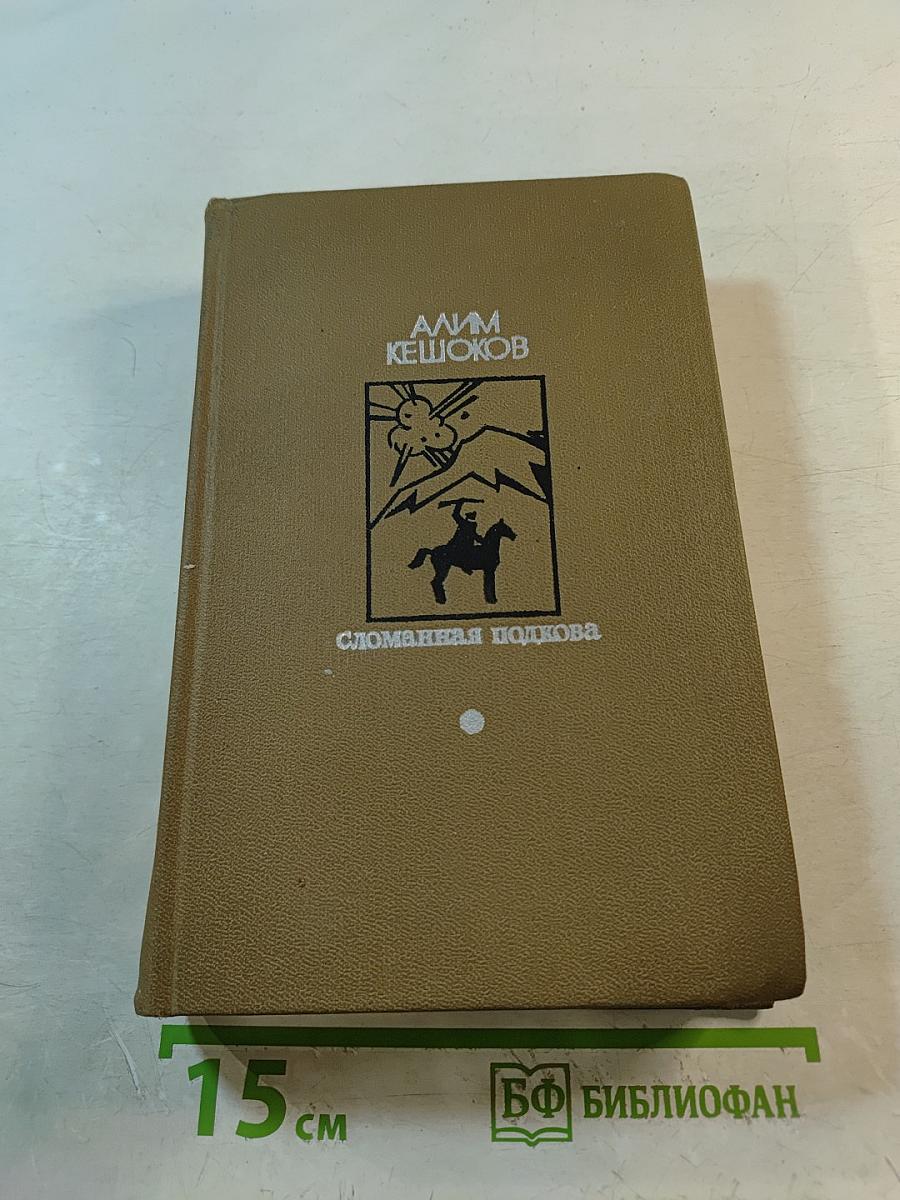 АЛИМ
КЕШОКОВ
сломанная подкова
15 см
БФ БИБЛИОФАН